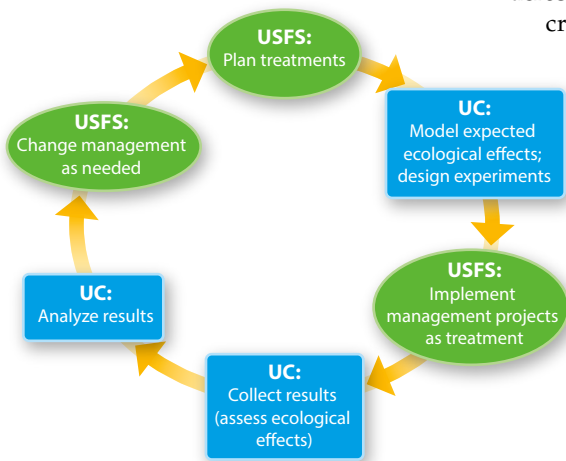 cr
USFS:
Plan treatments
UC:
Model expected
ecological effects;
design experiments
USFS:
Implement
management projects
as treatment
UC:
Collect results
(assess ecological
effects)
UC:
Analyze results
USFS:
Change management
as needed